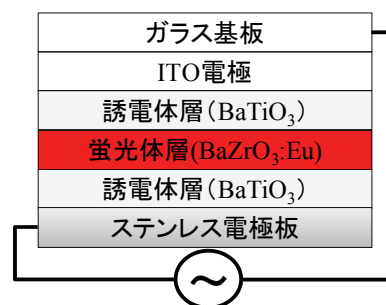 ガラス基板
ITO電極
誘電体層（BaTiO₃）
蛍光体層(BaZrO₃:Eu)
誘電体層（BaTiO₃）
ステンレス電極板
～